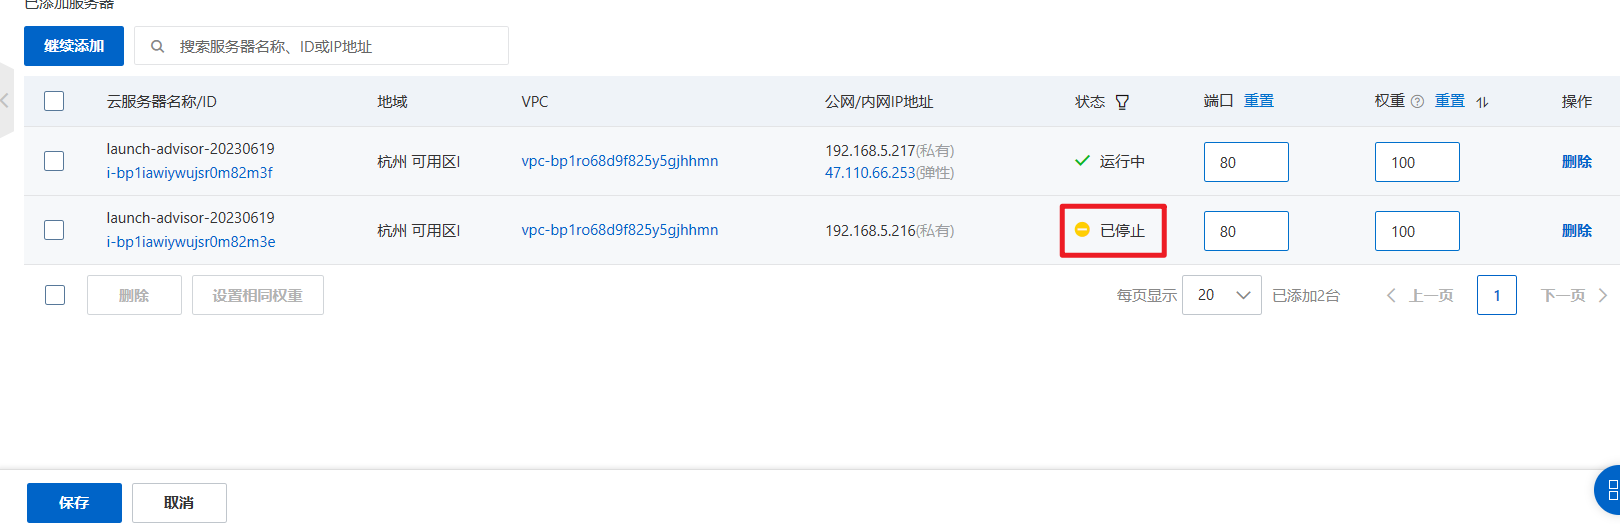 已添加服务器
继续添加 搜索服务器名称、ID或IP地址
云服务器名称/ID 地域 VPC 公网/内网IP地址 状态 端口 重置 权重 重置 操作
launch-advisor-20230619
i-bp1iawiywujsr0m82m3f
杭州 可用区I
vpc-bp1ro68d9f825y5gjhhmn
192.168.5.217(私有)
47.110.66.253(弹性)
运行中
80
100
删除
launch-advisor-20230619
i-bp1iawiywujsr0m82m3e
杭州 可用区I
vpc-bp1ro68d9f825y5gjhhmn
192.168.5.216(私有)
已停止
80
100
删除
删除 设置相同权重 每页显示 20 已添加2台 上一页 1 下一页
保存 取消